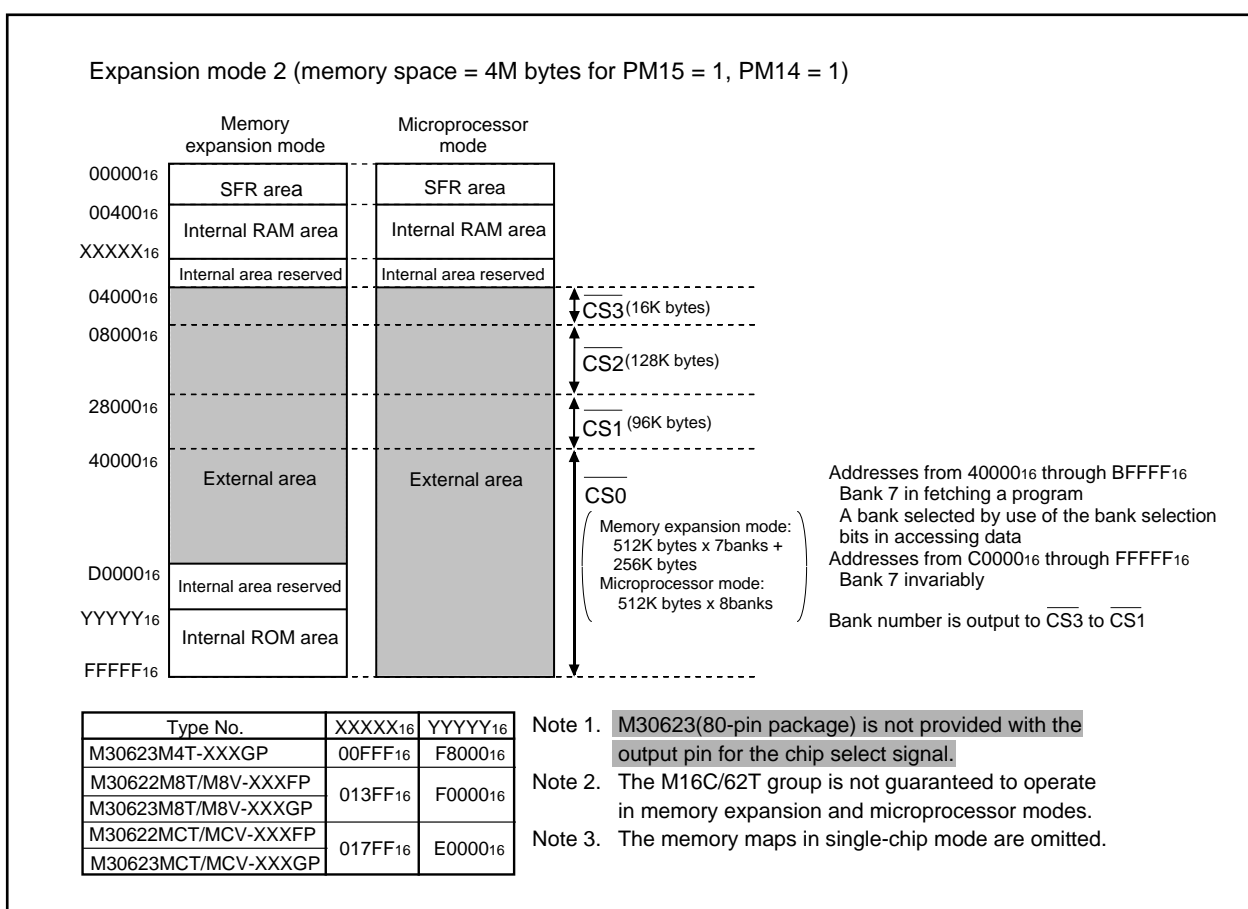 Expansion mode 2 (memory space = 4M bytes for PM15 = 1, PM14 = 1)
Memory
expansion mode
Microprocessor
mode
0000016
SFR area
SFR area
0040016
Internal RAM area
Internal RAM area
XXXXX16
Internal area reserved
Internal area reserved
0400016
CS3 (16K bytes)
0800016
CS2 (128K bytes)
2800016
CS1 (96K bytes)
4000016
External area
External area
CS0
Memory expansion mode:
512K bytes x 7banks +
256K bytes
Microprocessor mode:
512K bytes x 8banks
Addresses from 4000016 through BFFFF16
Bank 7 in fetching a program
A bank selected by use of the bank selection
bits in accessing data
Addresses from C000016 through FFFFF16
Bank 7 invariably
Bank number is output to CS3 to CS1
D000016
Internal area reserved
YYYYY16
Internal ROM area
FFFFF16
Type No. XXXXX16 YYYYY16
M30623M4T-XXXGP 00FFF16 F800016
M30622M8T/M8V-XXXFP
013FF16 F000016
M30623M8T/M8V-XXXGP
M30622MCT/MCV-XXXFP
017FF16 E000016
M30623MCT/MCV-XXXGP
Note 1. M30623(80-pin package) is not provided with the
output pin for the chip select signal.
Note 2. The M16C/62T group is not guaranteed to operate
in memory expansion and microprocessor modes.
Note 3. The memory maps in single-chip mode are omitted.